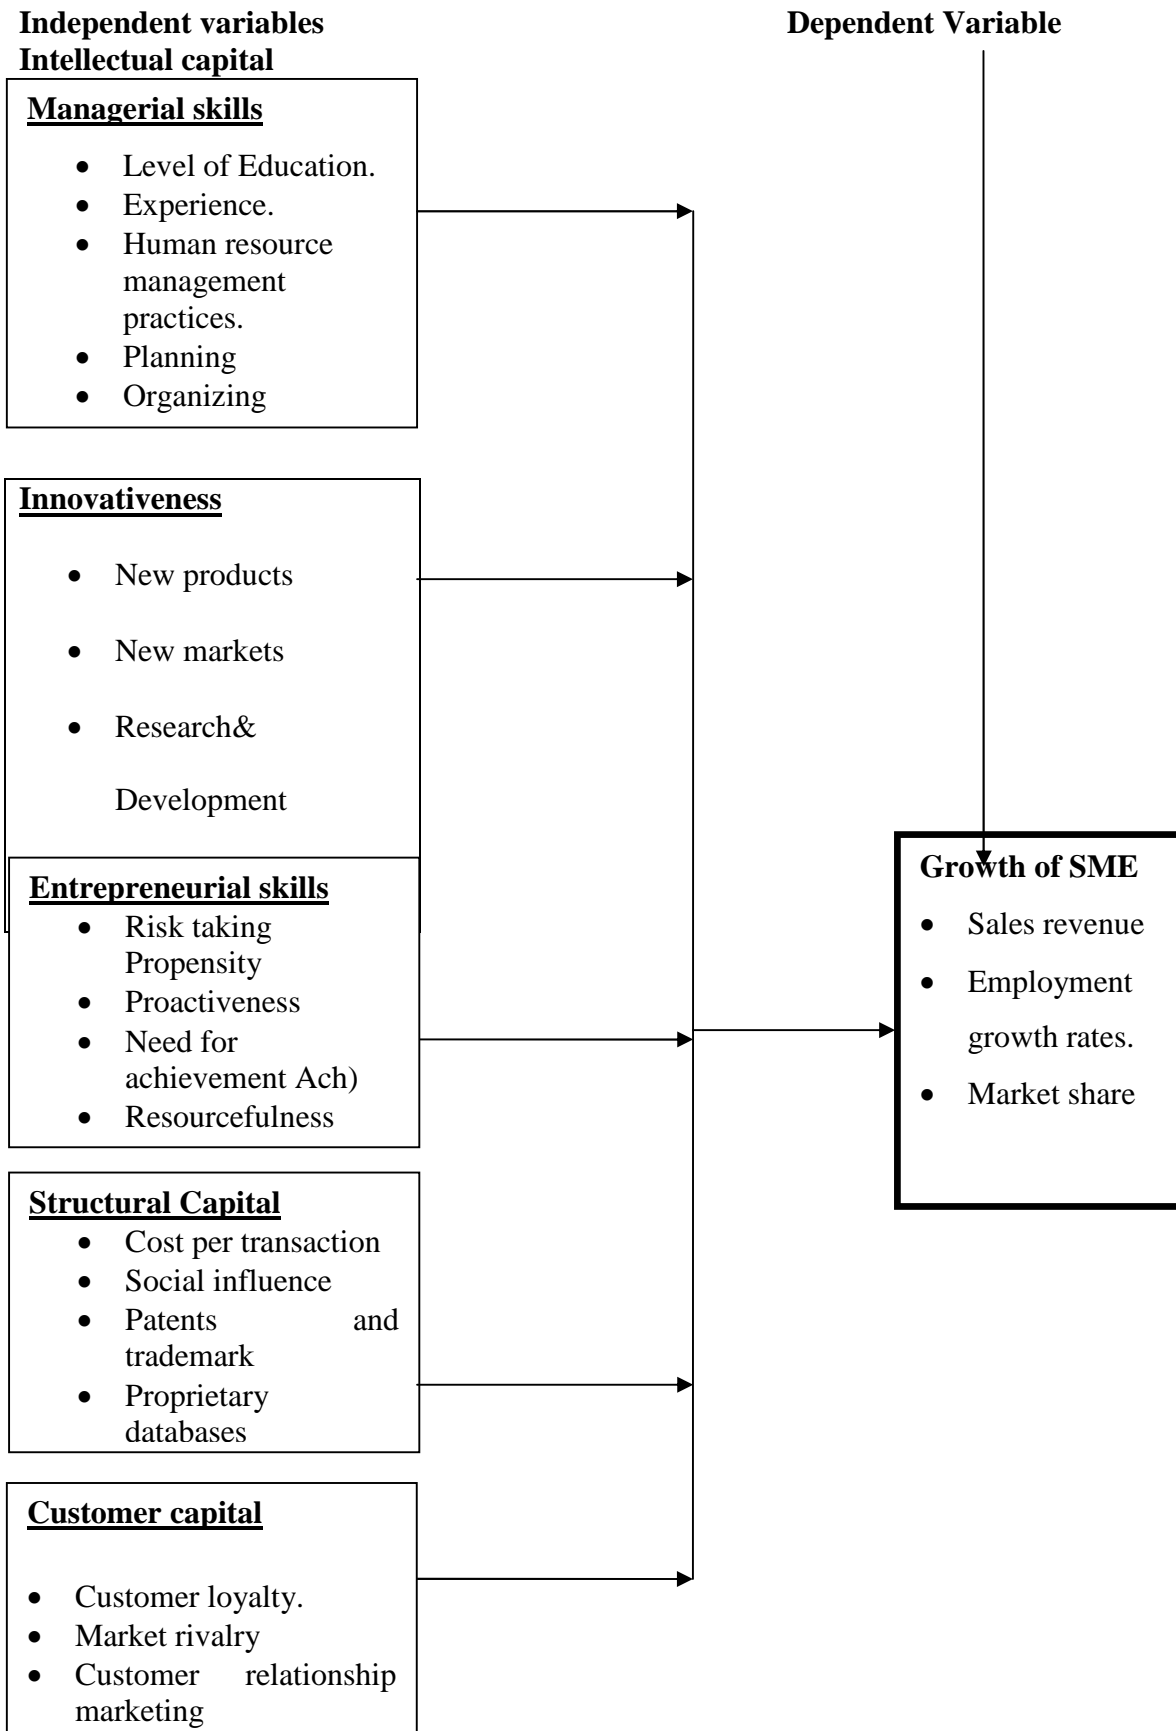 Independent variables
Intellectual capital
Dependent Variable
Managerial skills
• Level of Education.
• Experience.
• Human resource
management
practices.
• Planning
• Organizing
Innovativeness
• New products
• New markets
• Research&
Development
Entrepreneurial skills
• Risk taking
Propensity
• Proactiveness
• Need for
achievement Ach)
• Resourcefulness
Structural Capital
• Cost per transaction
• Social influence
• Patents and
trademark
• Proprietary
databases
Customer capital
• Customer loyalty.
• Market rivalry
• Customer relationship
marketing
Growth of SME
• Sales revenue
• Employment
growth rates.
• Market share